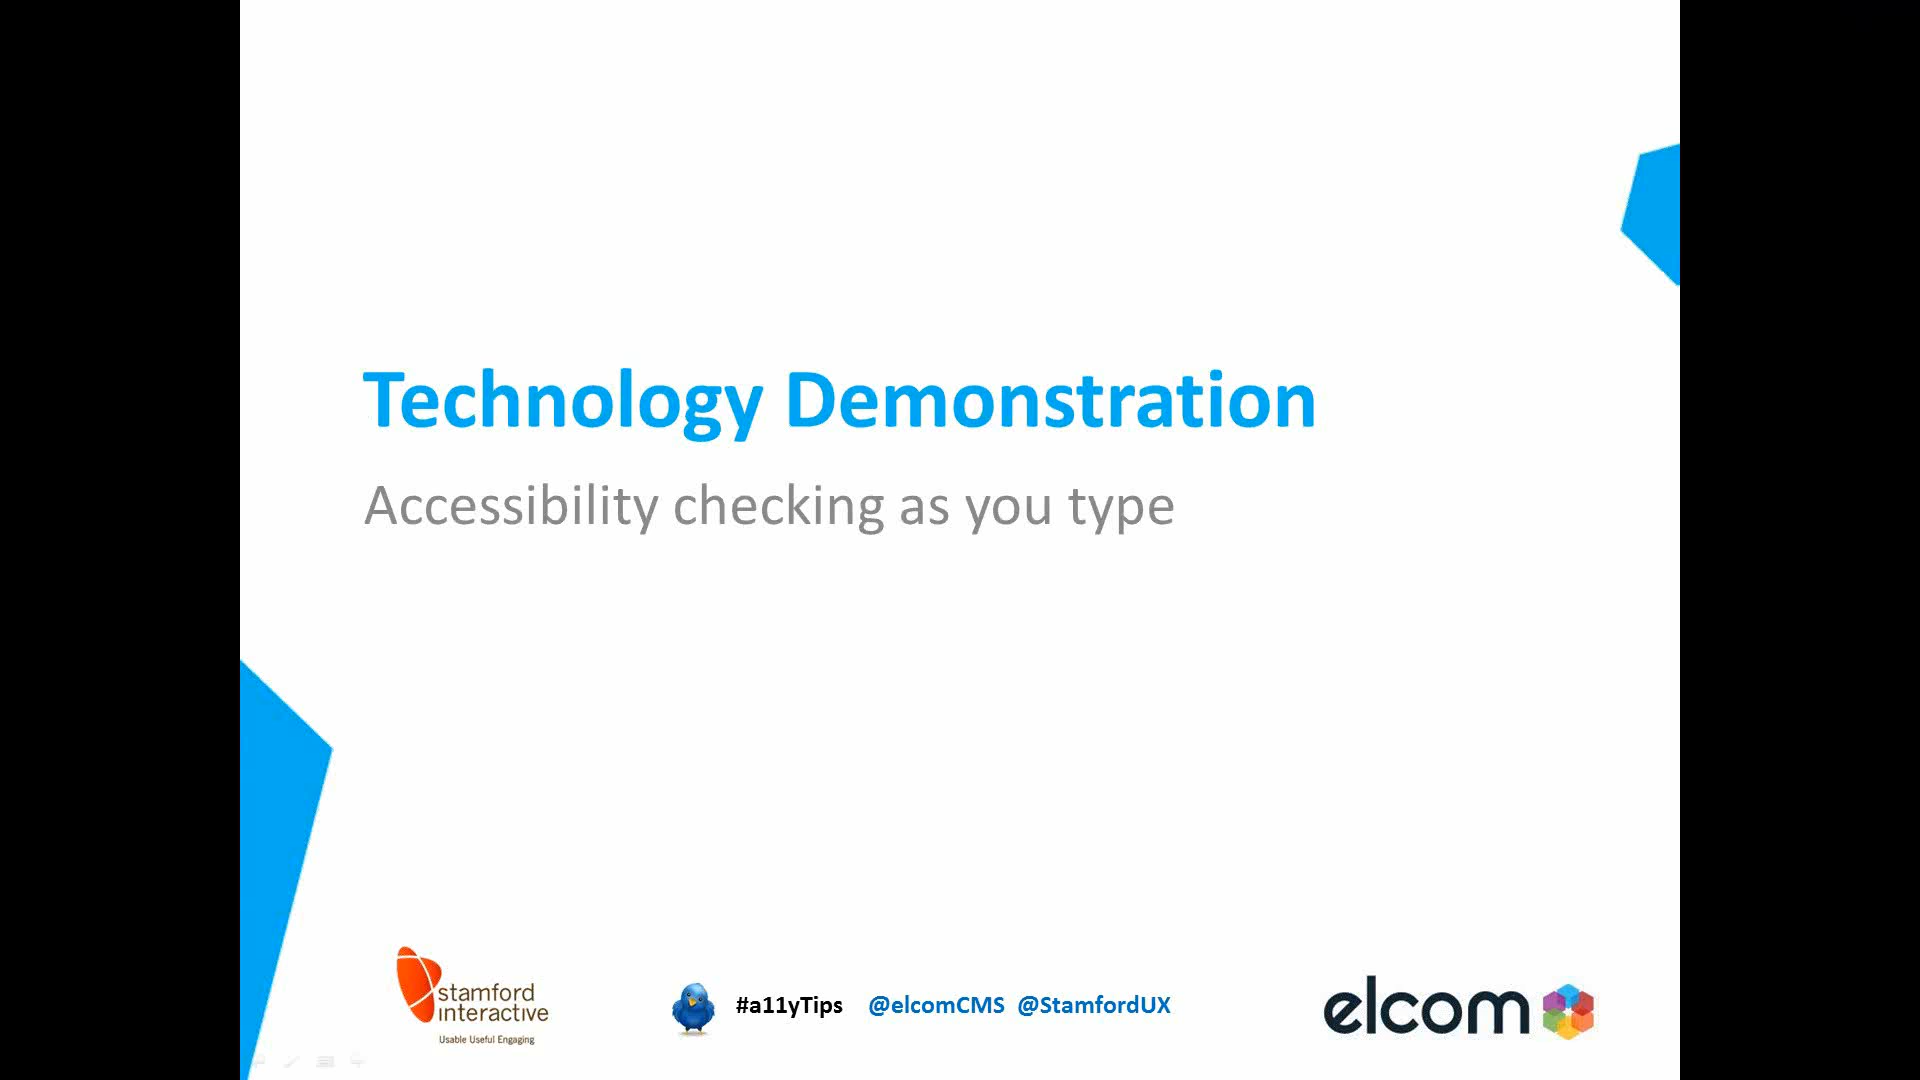 Technology Demonstration
Accessibility checking as you type
stamford
interactive
Usable Useful Engaging
#a11yTips @elcomCMS @StamfordUX
elcom